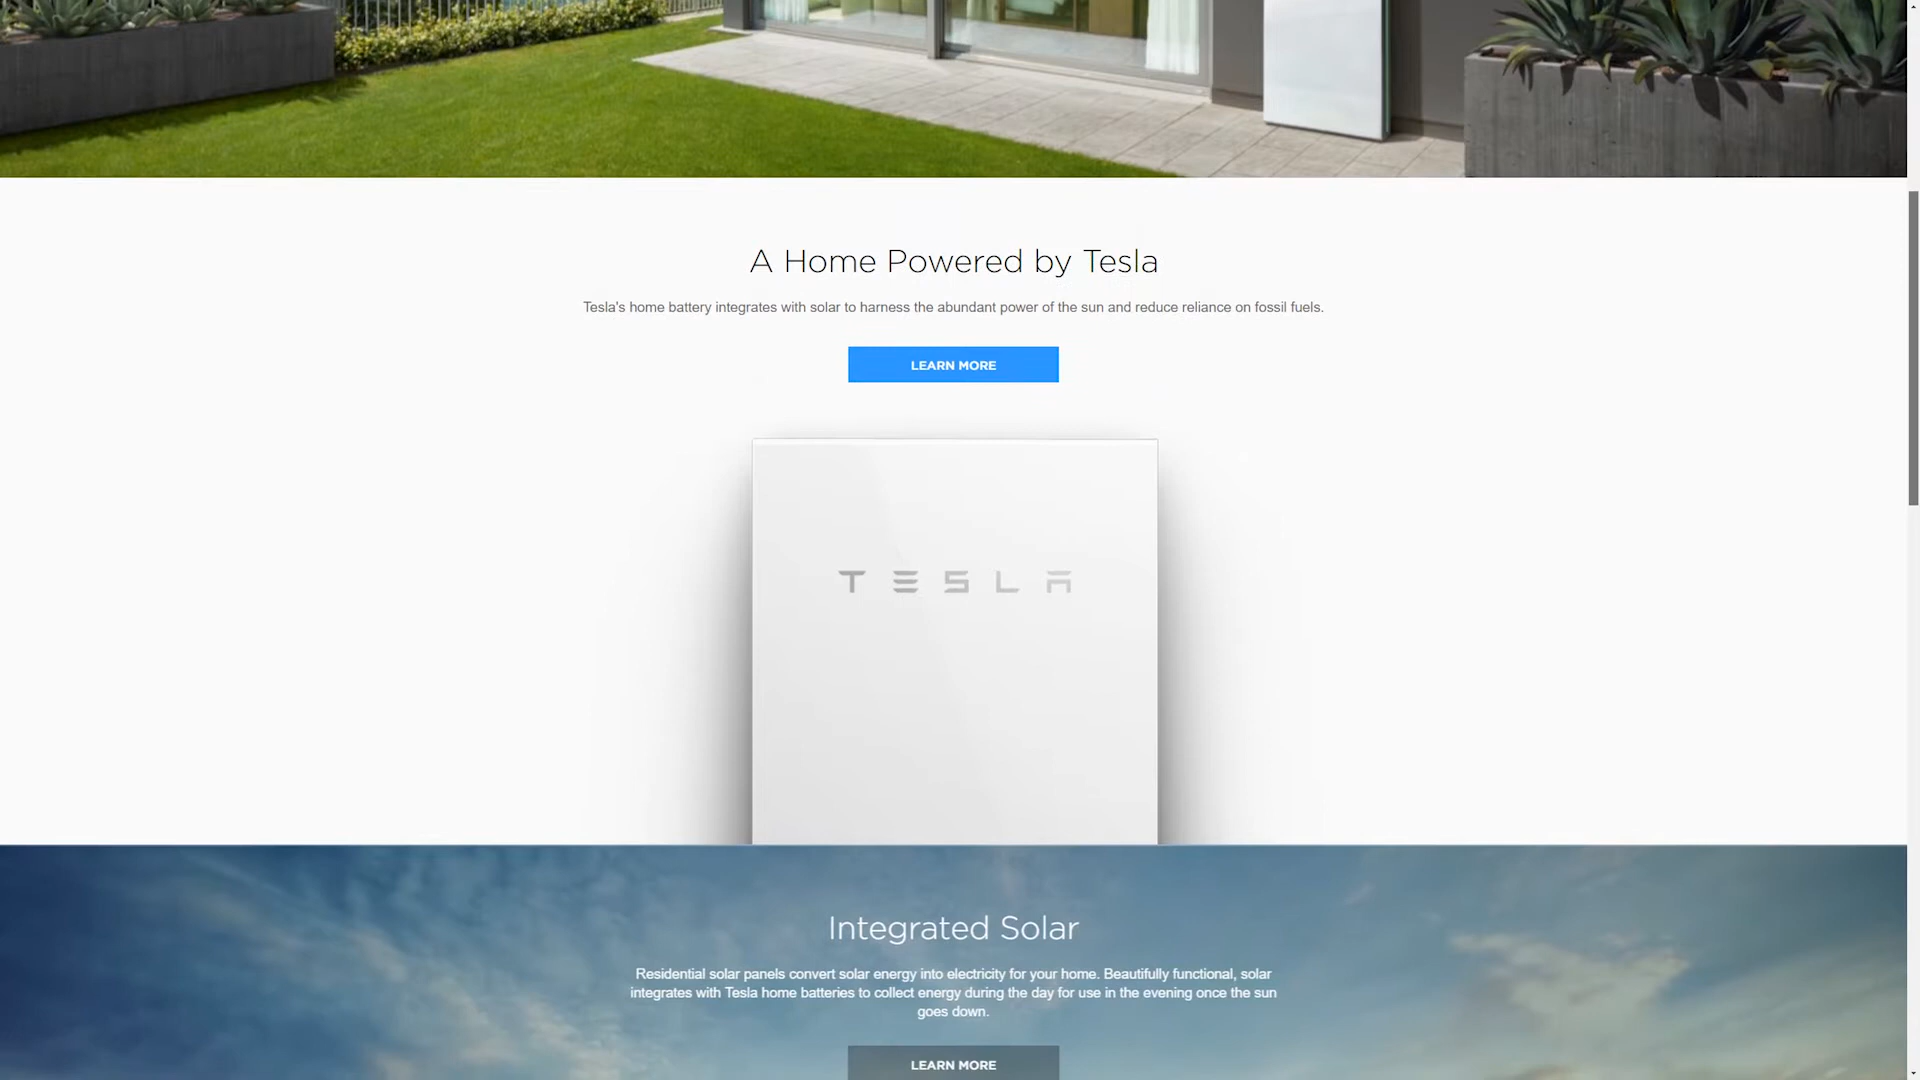 A Home Powered by Tesla
Tesla's home battery integrates with solar to harness the abundant power of the sun and reduce reliance on fossil fuels.
LEARN MORE
TESLA
Integrated Solar
Residential solar panels convert solar energy into electricity for your home. Beautifully functional, solar
integrates with Tesla home batteries to collect energy during the day for use in the evening once the sun
goes down.
LEARN MORE